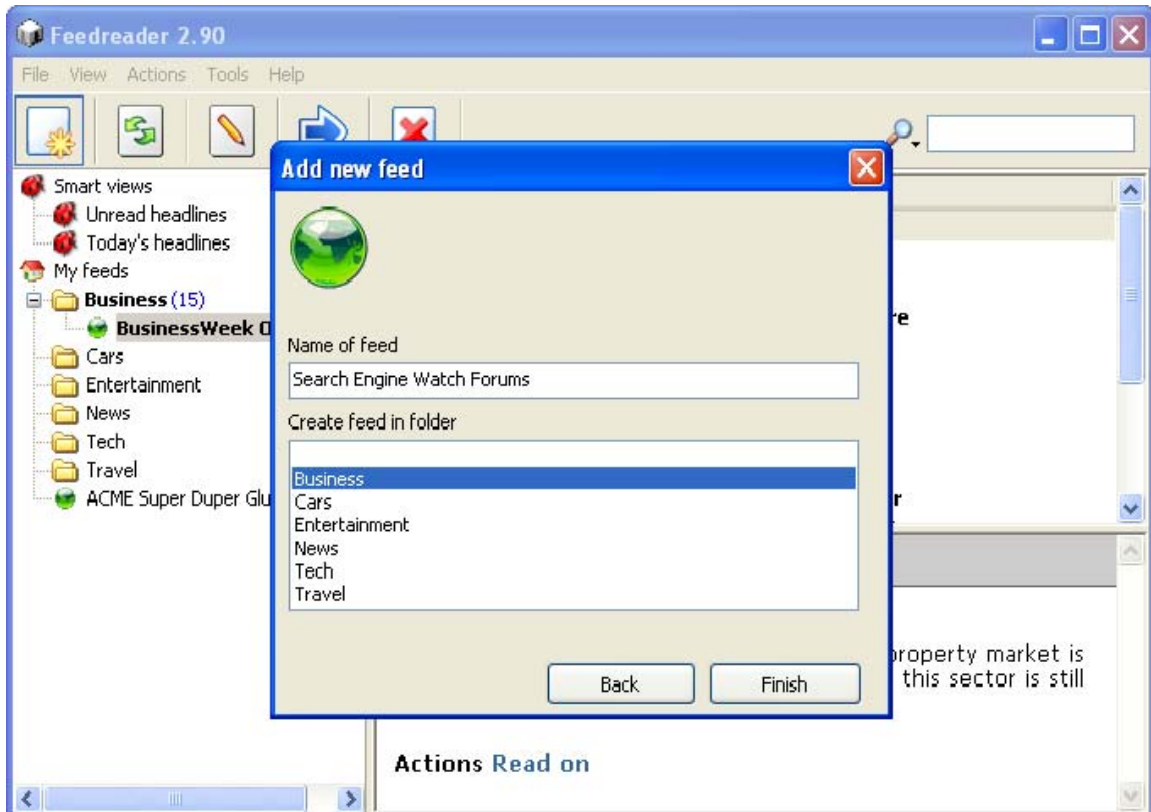 Feedreader 2.90
File View Actions Tools Help
Smart views
Unread headlines
Today's headlines
My feeds
Business (15)
BusinessWeek
Cars
Entertainment
News
Tech
Travel
ACME Super Duper
Add new feed
Name of feed
Search Engine Watch Forums
Create feed in folder
Business
Cars
Entertainment
News
Tech
Travel
Back Finish
property market is
this sector is still
Actions Read on